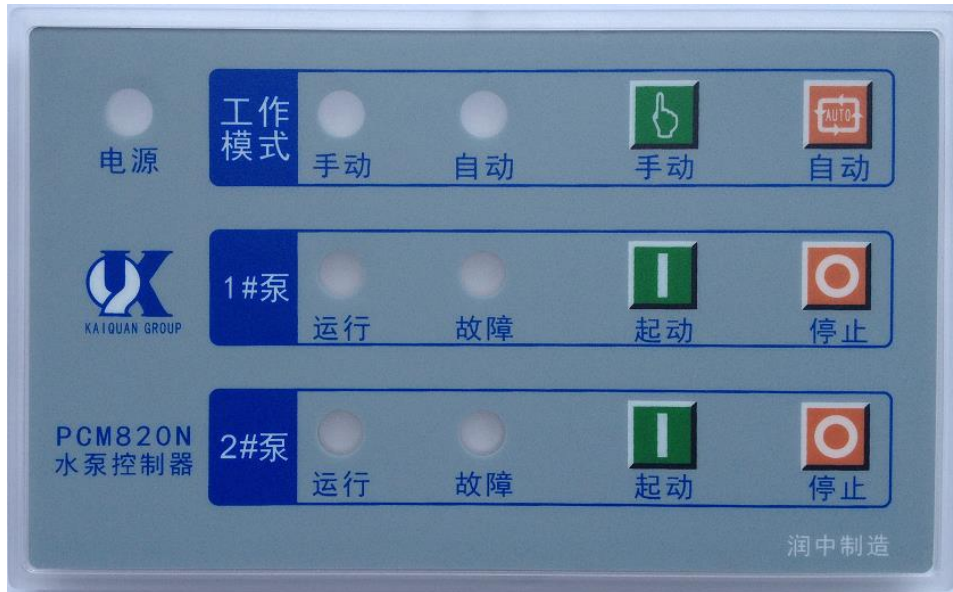 电源
工作
模式
手动
自动
手动
AUTO
自动
KAIQUAN GROUP
1#泵
运行
故障
起动
停止
PCM820N
水泵控制器
2#泵
运行
故障
起动
停止
润中制造